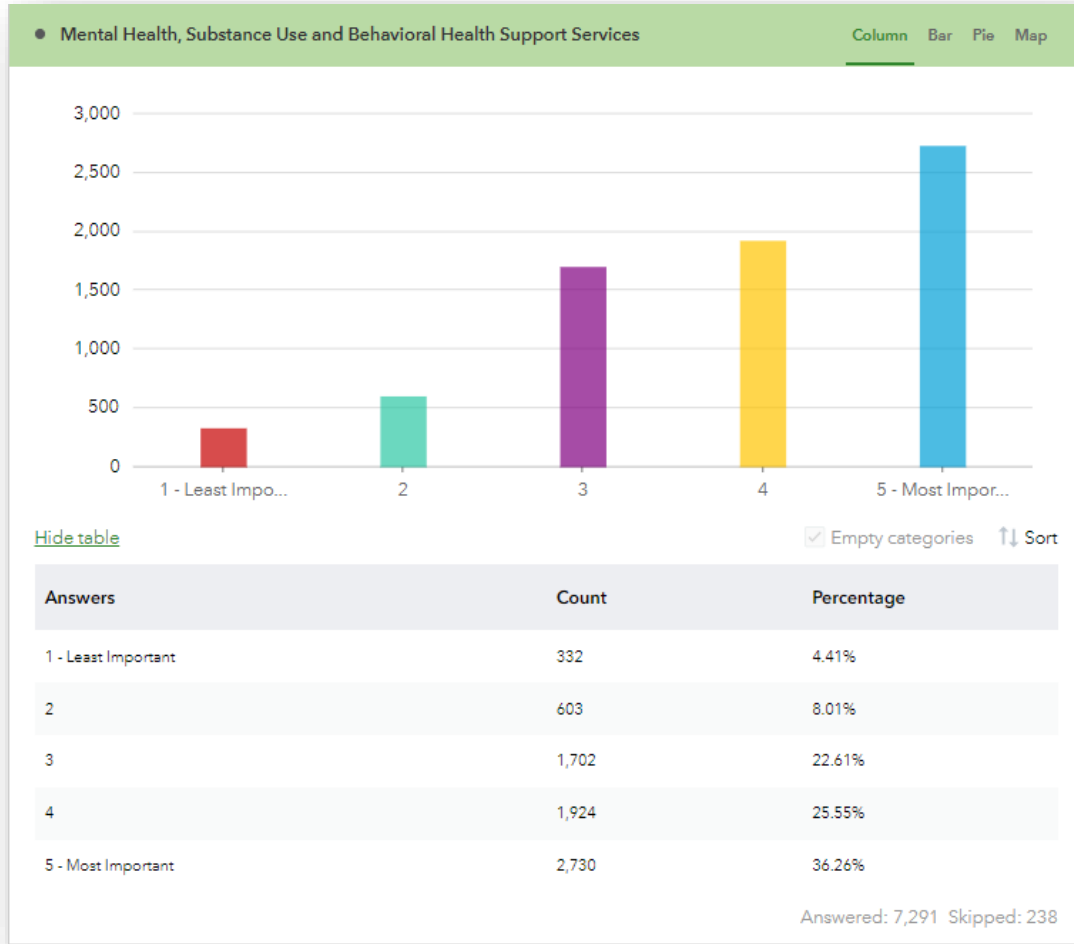 Mental Health, Substance Use and Behavioral Health Support Services Column Bar Pie Map
3,000
2,500
2,000
1,500
1,000
500
0
1 - Least Impo... 2 3 4 5 - Most Impor...
Hide table Empty categories Sort
Answers Count Percentage
1 - Least Important 332 4.41%
2 603 8.01%
3 1,702 22.61%
4 1,924 25.55%
5 - Most Important 2,730 36.26%
Answered: 7,291 Skipped: 238